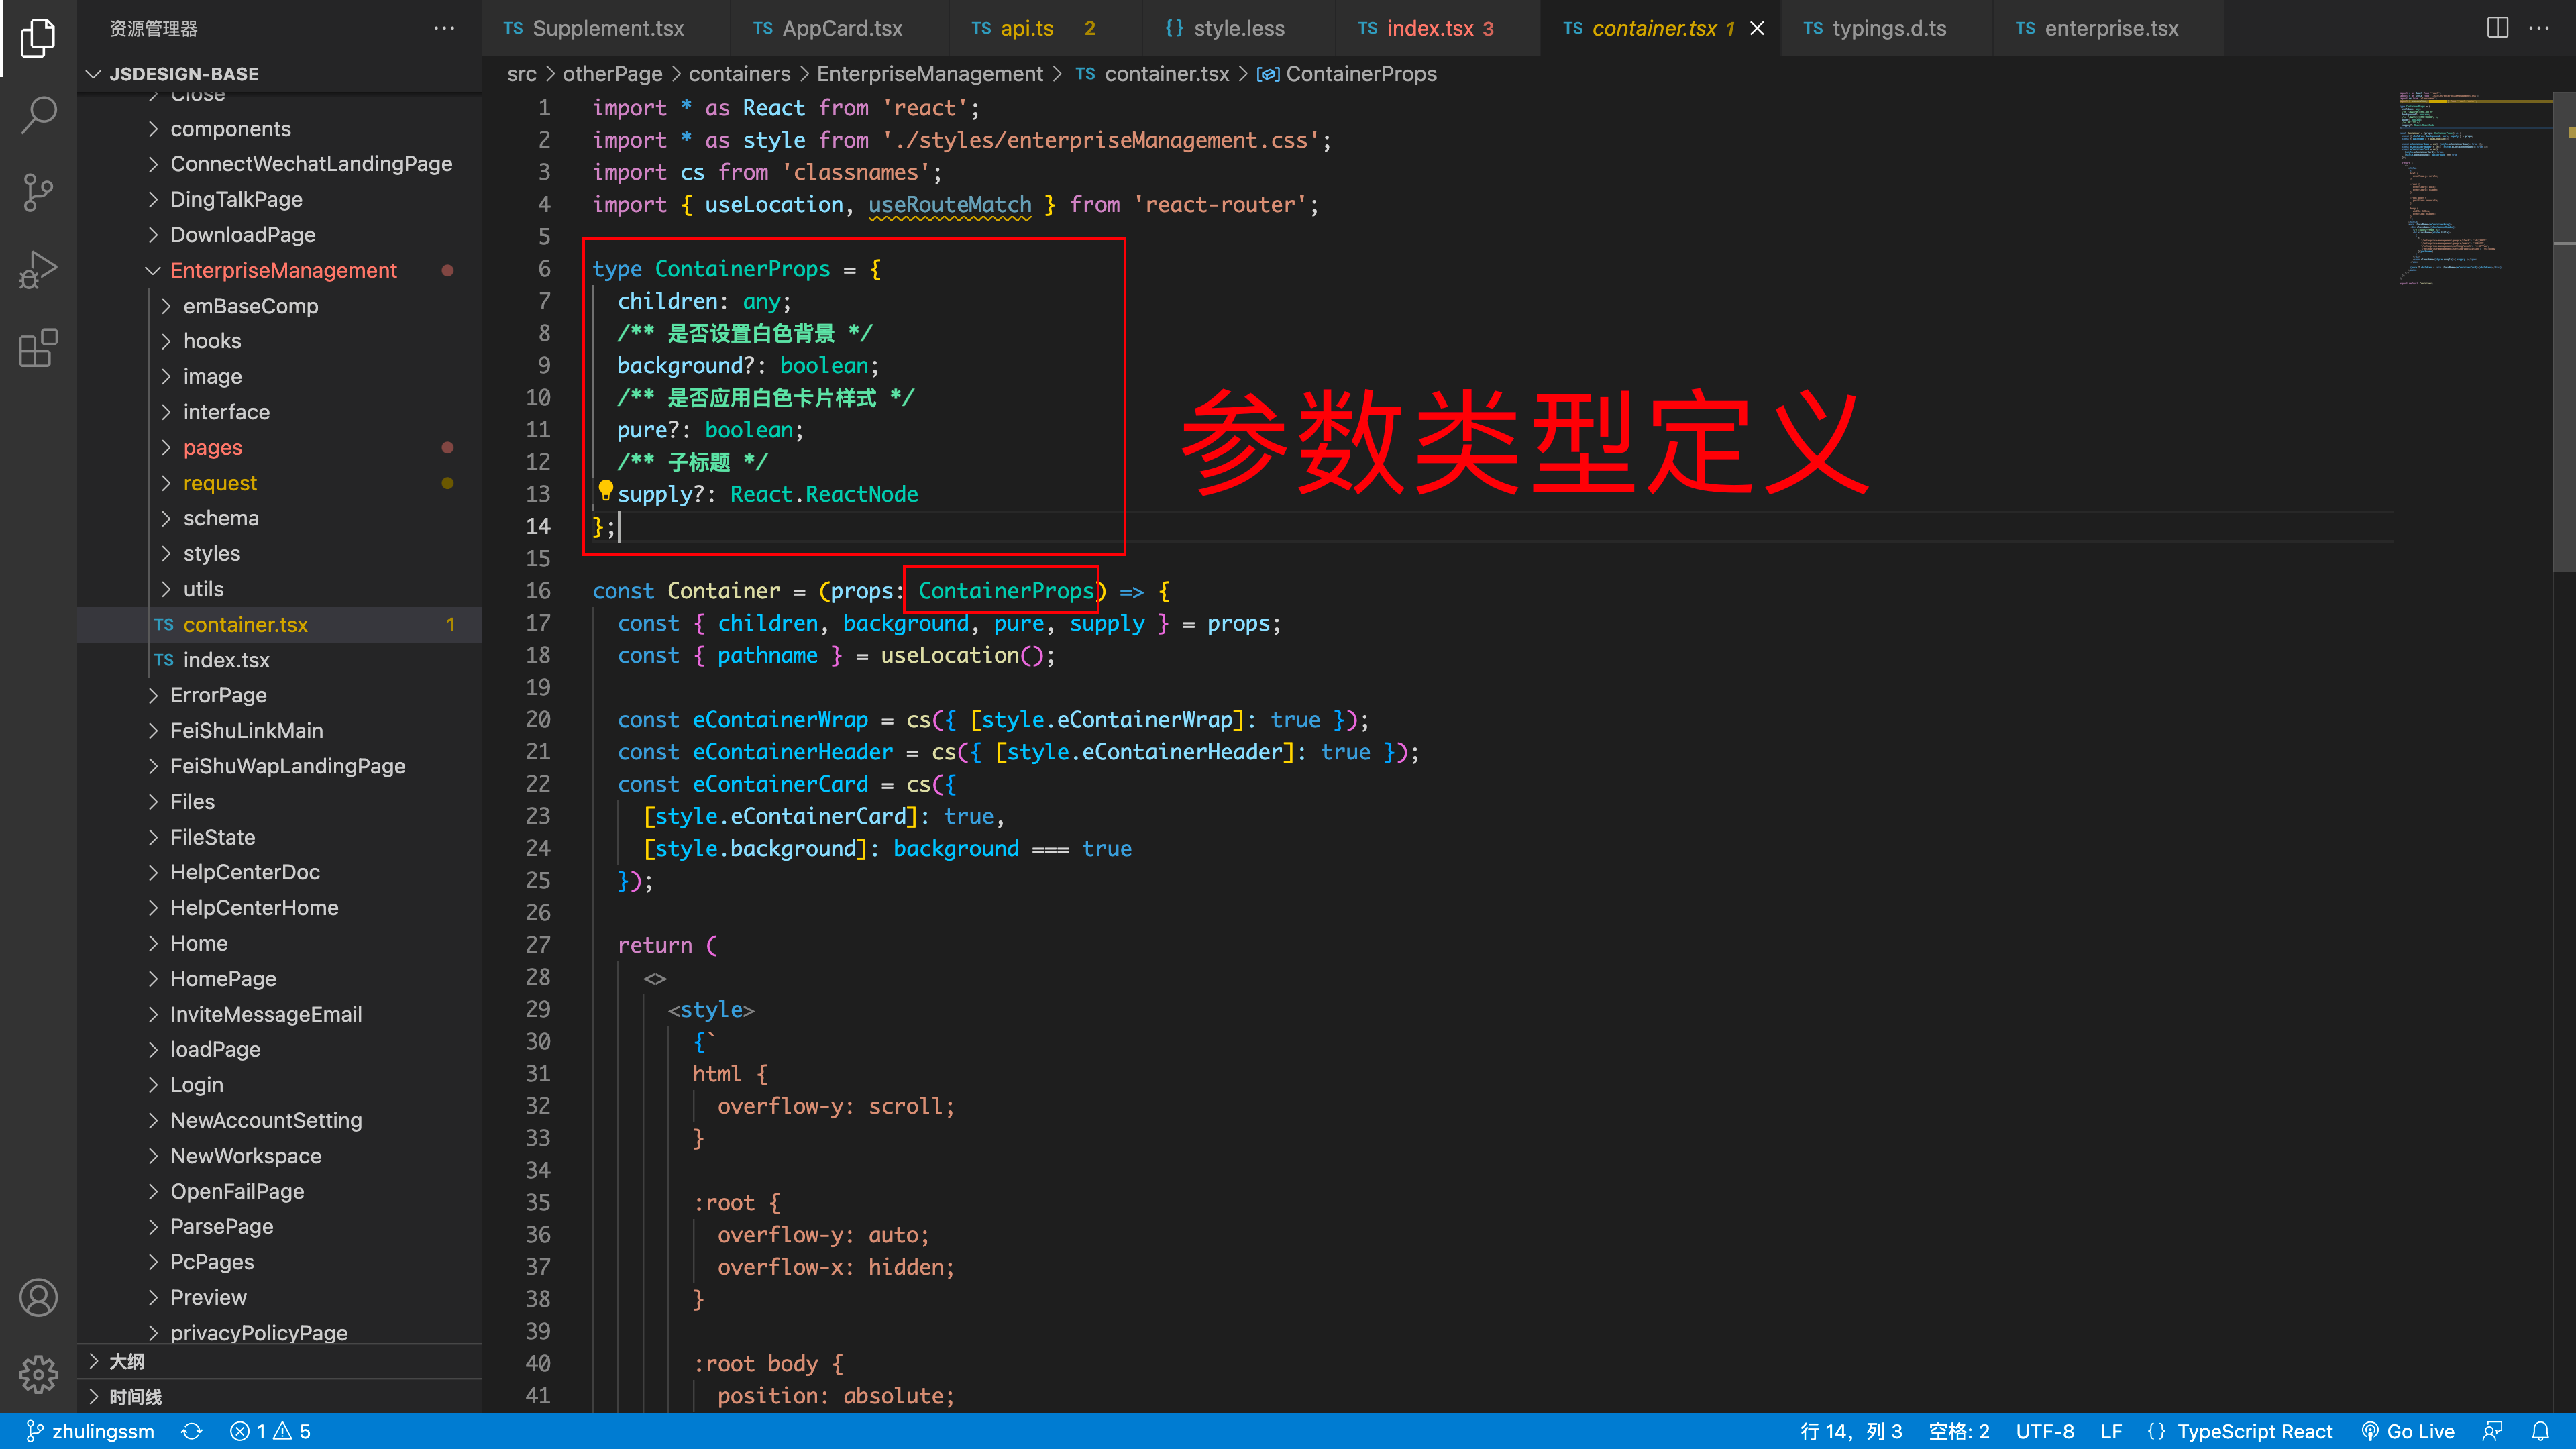 资源管理器
JSDESIGN-BASE
Close
components
ConnectWechatLandingPage
DingTalkPage
DownloadPage
EnterpriseManagement
emBaseComp
hooks
image
interface
pages
request
schema
styles
utils
TS container.tsx 1
TS index.tsx
ErrorPage
FeiShuLinkMain
FeiShuWapLandingPage
Files
FileState
HelpCenterDoc
HelpCenterHome
Home
HomePage
InviteMessageEmail
loadPage
Login
NewAccountSetting
NewWorkspace
OpenFailPage
ParsePage
PcPages
Preview
privacyPolicyPage
大纲
时间线
TS Supplement.tsx TS AppCard.tsx TS api.ts 2 {} style.less TS index.tsx 3 TS container.tsx 1 TS typings.d.ts TS enterprise.tsx
src > otherPage > containers > EnterpriseManagement > TS container.tsx > ContainerProps
1 import * as React from 'react';
2 import * as style from './styles/enterpriseManagement.css';
3 import cs from 'classnames';
4 import { useLocation, useRouteMatch } from 'react-router';
5
6 type ContainerProps = {
7 children: any;
8 /** 是否设置白色背景 */
9 background?: boolean;
10 /** 是否应用白色卡片样式 */
11 pure?: boolean;
12 /** 子标题 */
13 supply?: React.ReactNode
14 };
15
16 const Container = (props: ContainerProps) => {
17 const { children, background, pure, supply } = props;
18 const { pathname } = useLocation();
19
20 const eContainerWrap = cs({ [style.eContainerWrap]: true });
21 const eContainerHeader = cs({ [style.eContainerHeader]: true });
22 const eContainerCard = cs({
23 [style.eContainerCard]: true,
24 [style.background]: background === true
25 });
26
27 return (
28 <>
29 <style>
30 {`
31 html {
32 overflow-y: scroll;
33 }
34
35 :root {
36 overflow-y: auto;
37 overflow-x: hidden;
38 }
39
40 :root body {
41 position: absolute;
参数类型定义
zhulingssm 1 5 行 14，列 3 空格: 2 UTF-8 LF {} TypeScript React Go Live